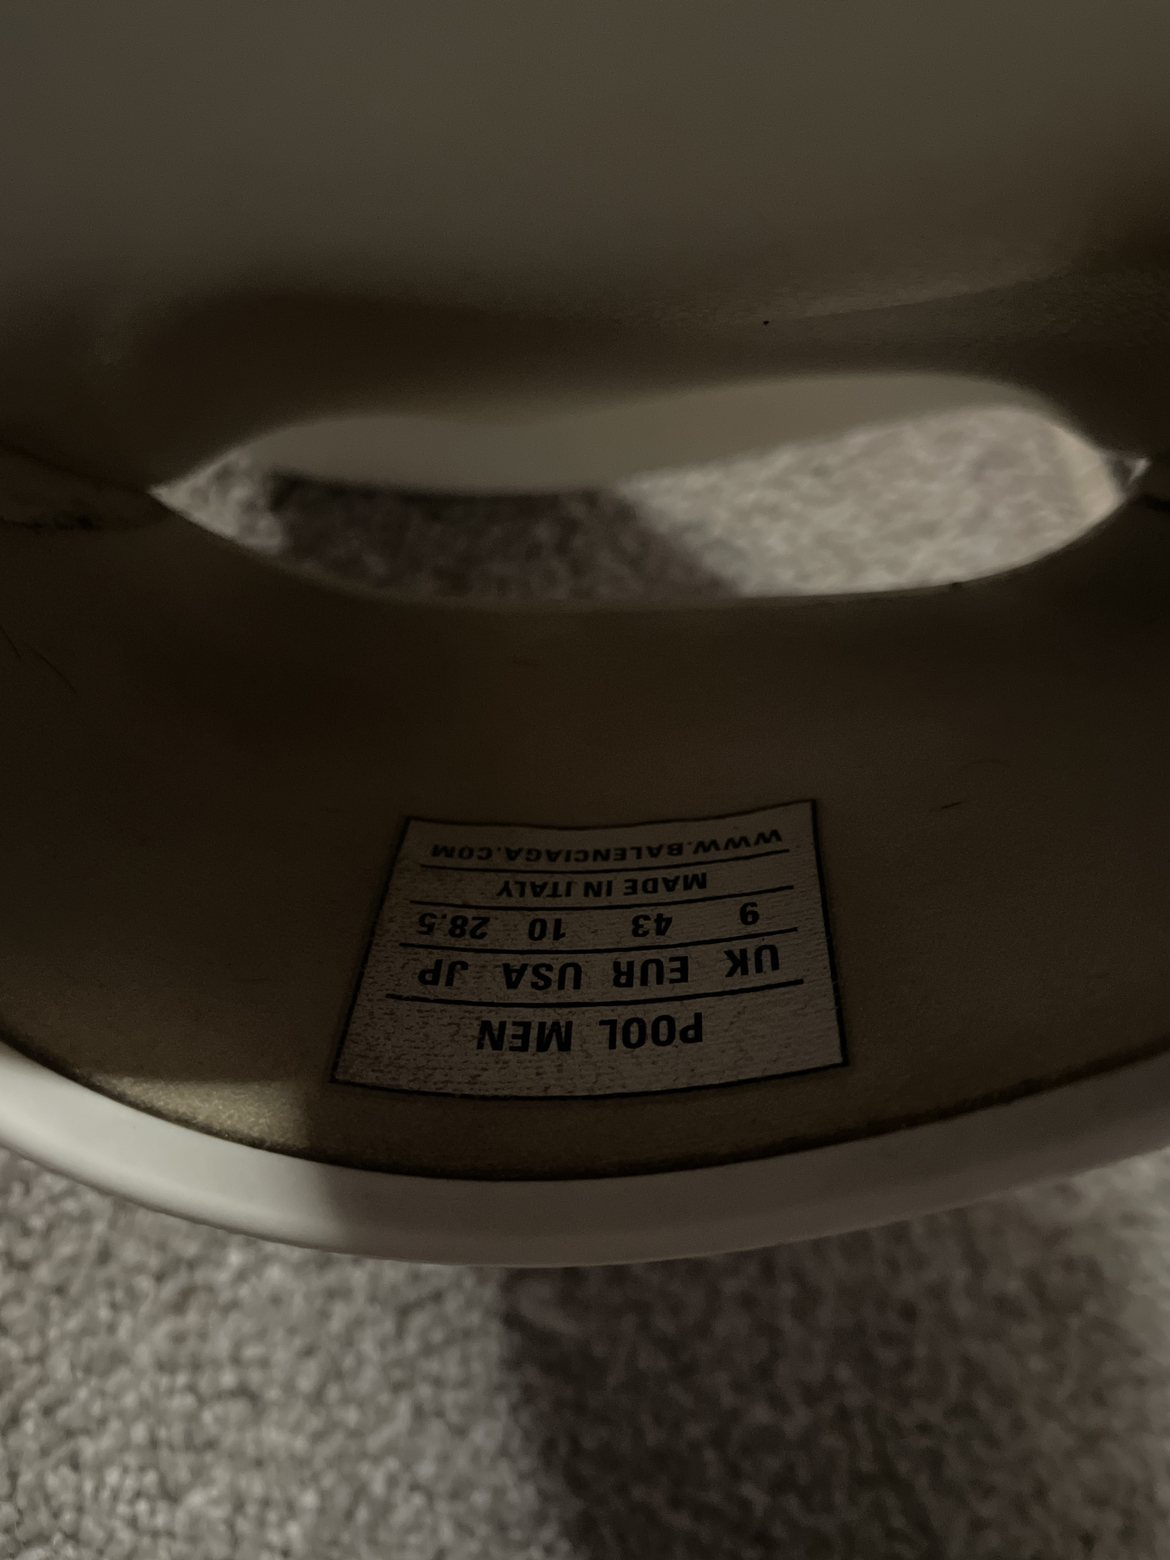 POOL MEN
UK EUR USA JP
9 43 10 28.5
MADE IN ITALY
WWW.BALENCIAGA.COM